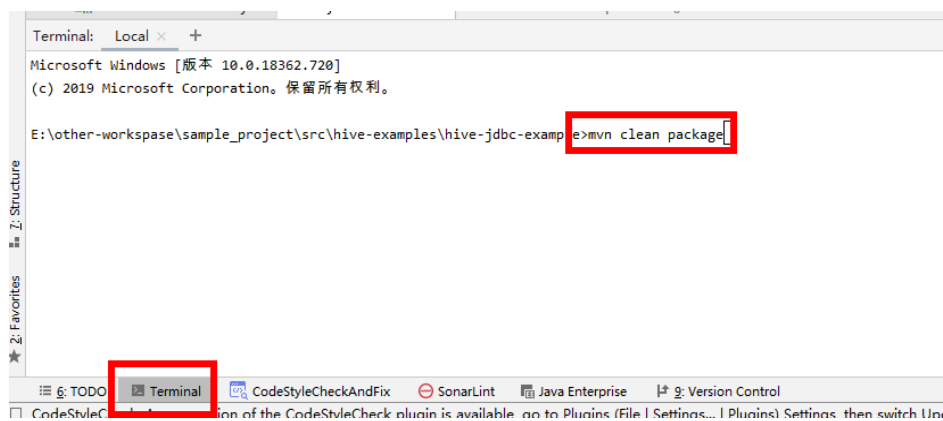 Terminal: Local × +
Microsoft Windows [版本 10.0.18362.720]
(c) 2019 Microsoft Corporation。保留所有权利。
E:\other-workspase\sample_project\src\hive-examples\hive-jdbc-example>mvn clean package
7: Structure
2: Favorites
6: TODO Terminal CodeStyleCheckAndFix SonarLint Java Enterprise 9: Version Control
CodeStyleC ion of the CodeStyleCheck plugin is available, go to Plugins (File | Settings... | Plugins) Settings, then switch